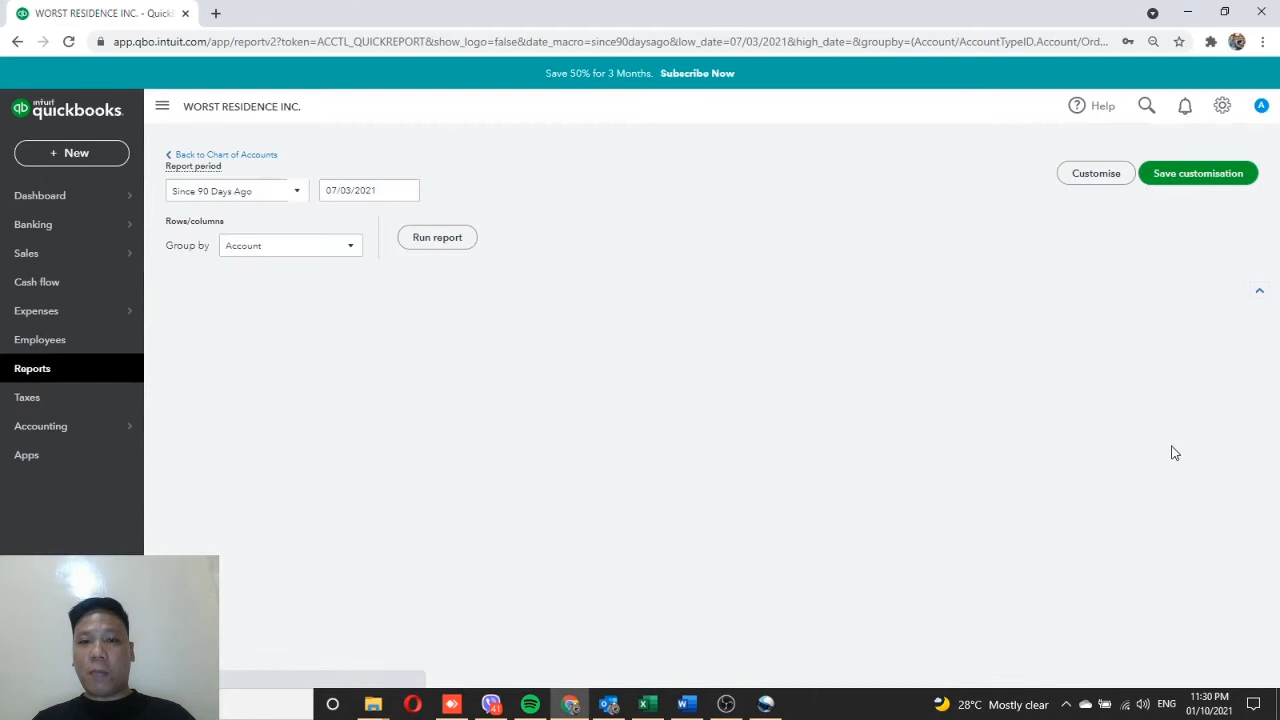 WORST RESIDENCE INC. - QuickB
app.qbo.intuit.com/app/reportv2?token=ACCTL_QUICKREPORT&show_logo=false&date_macro=since90daysago&low_date=07/03/2021&high_date=&groupby=(Account/AccountTypeID,Account/Ord...
Save 50% for 3 Months. Subscribe Now
intuit quickbooks.
WORST RESIDENCE INC.
Help
A
+ New
Back to Chart of Accounts
Report period
Since 90 Days Ago
07/03/2021
Customise
Save customisation
Rows/columns
Group by
Account
Run report
Dashboard
Banking
Sales
Cash flow
Expenses
Employees
Reports
Taxes
Accounting
Apps
41
28°C Mostly clear
ENG
11:30 PM
01/10/2021